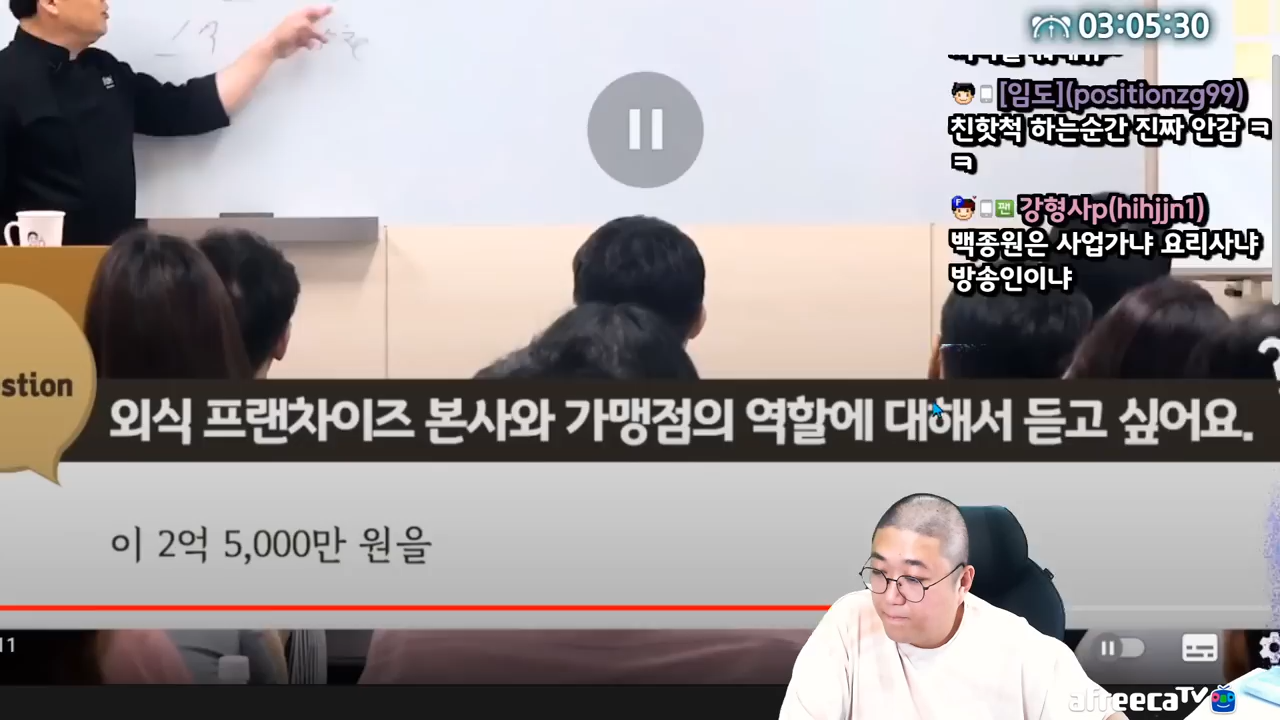 03:05:30
[임도](positionzg99)
친핫척 하는순간 진짜 안감 ㅋ
ㅋ
강형사p(hihjjn1)
백종원은 사업가냐 요리사냐
방송인이냐
stion
외식 프랜차이즈 본사와 가맹점의 역할에 대해서 듣고 싶어요.
이 2억 5,000만 원을
11
afreecaTV